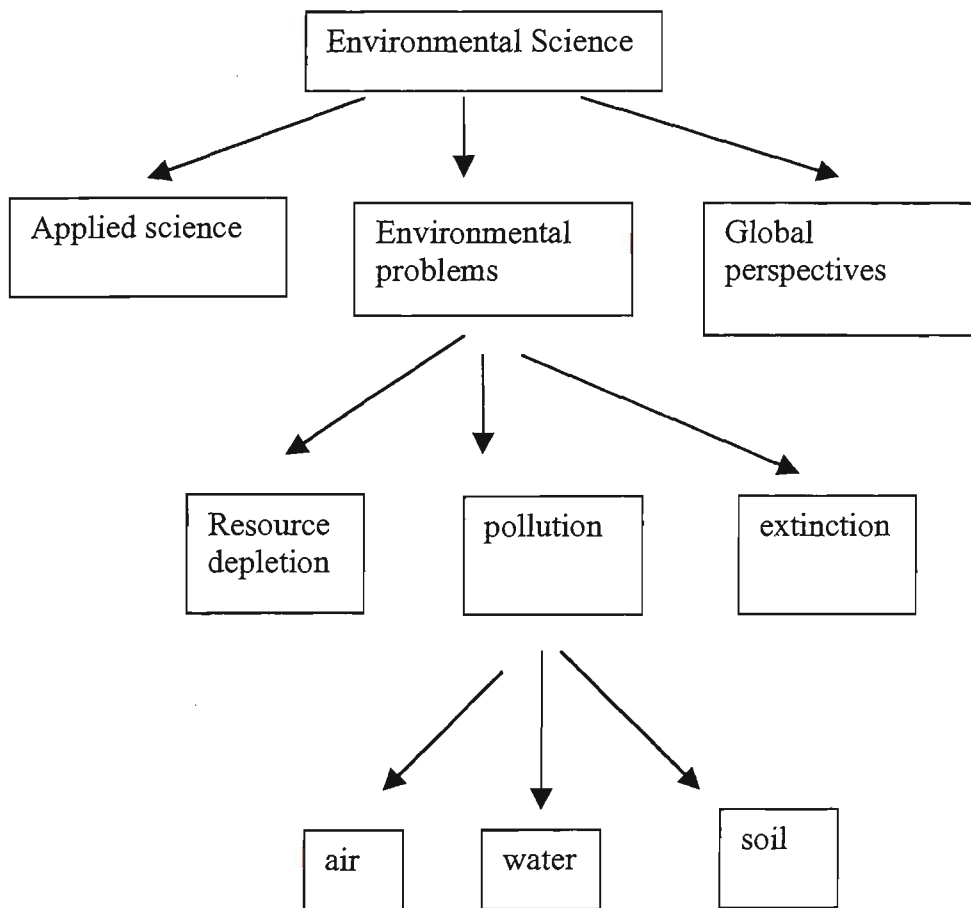 Environmental Science
Applied science
Environmental
problems
Global
perspectives
Resource
depletion
pollution
extinction
air
water
soil